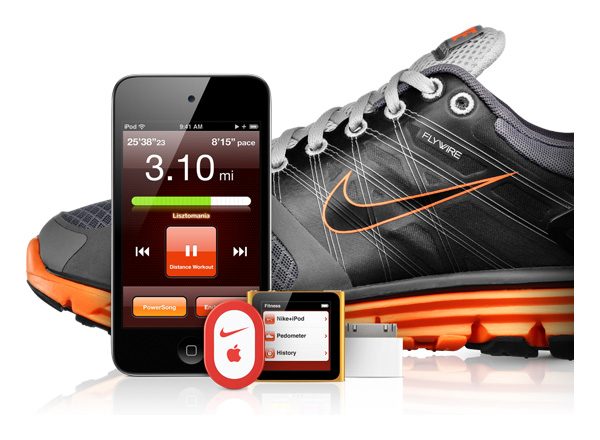 iPod 9:41 AM
25'38"23 8'15" pace
3.10 mi
Lisztomania
Distance Workout
PowerSong En
FLYWIRE
Fitness
Nike+iPod
Pedometer
History